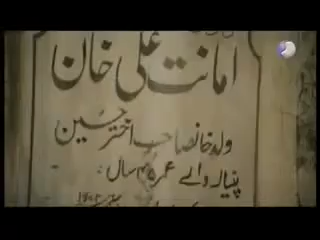 امانت علی خان
ولد خانصاحب اختر حسین
پٹیالہ والے عمر سال